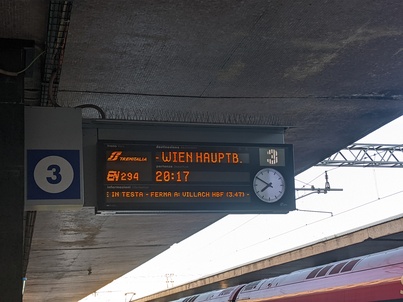 3
TRENITALIA
- WIEN HAUPTB.
3
EN 294
20:17
E IN TESTA - FERMA A: VILLACH HBF (3.47) -